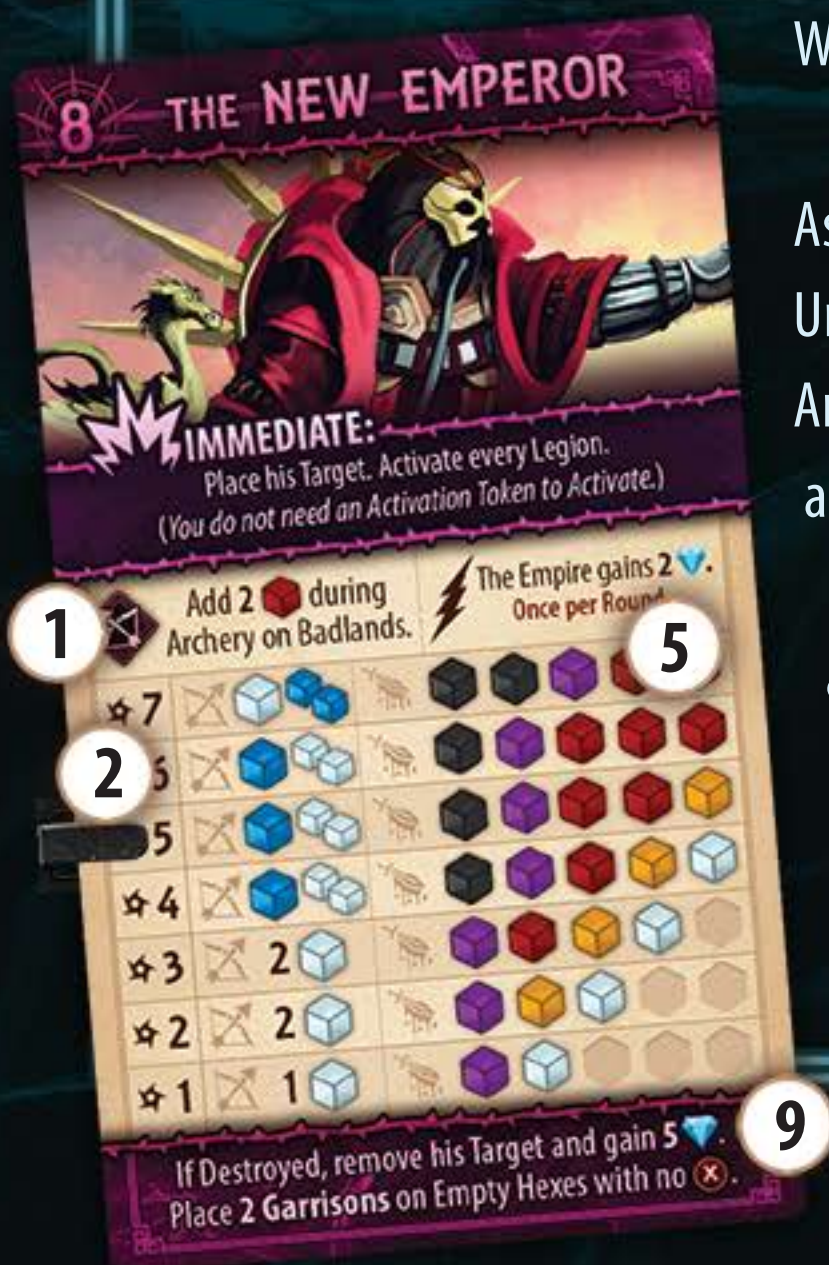 8 THE NEW EMPEROR
IMMEDIATE:
Place his Target. Activate every Legion.
(You do not need an Activation Token to Activate.)
Add 2 during
Archery on Badlands.
The Empire gains 2 .
Once per Round
1
5
7
2
6
5
4
3 2
2 2
1 1
If Destroyed, remove his Target and gain 5 .
Place 2 Garrisons on Empty Hexes with no X.
9
W
As
a